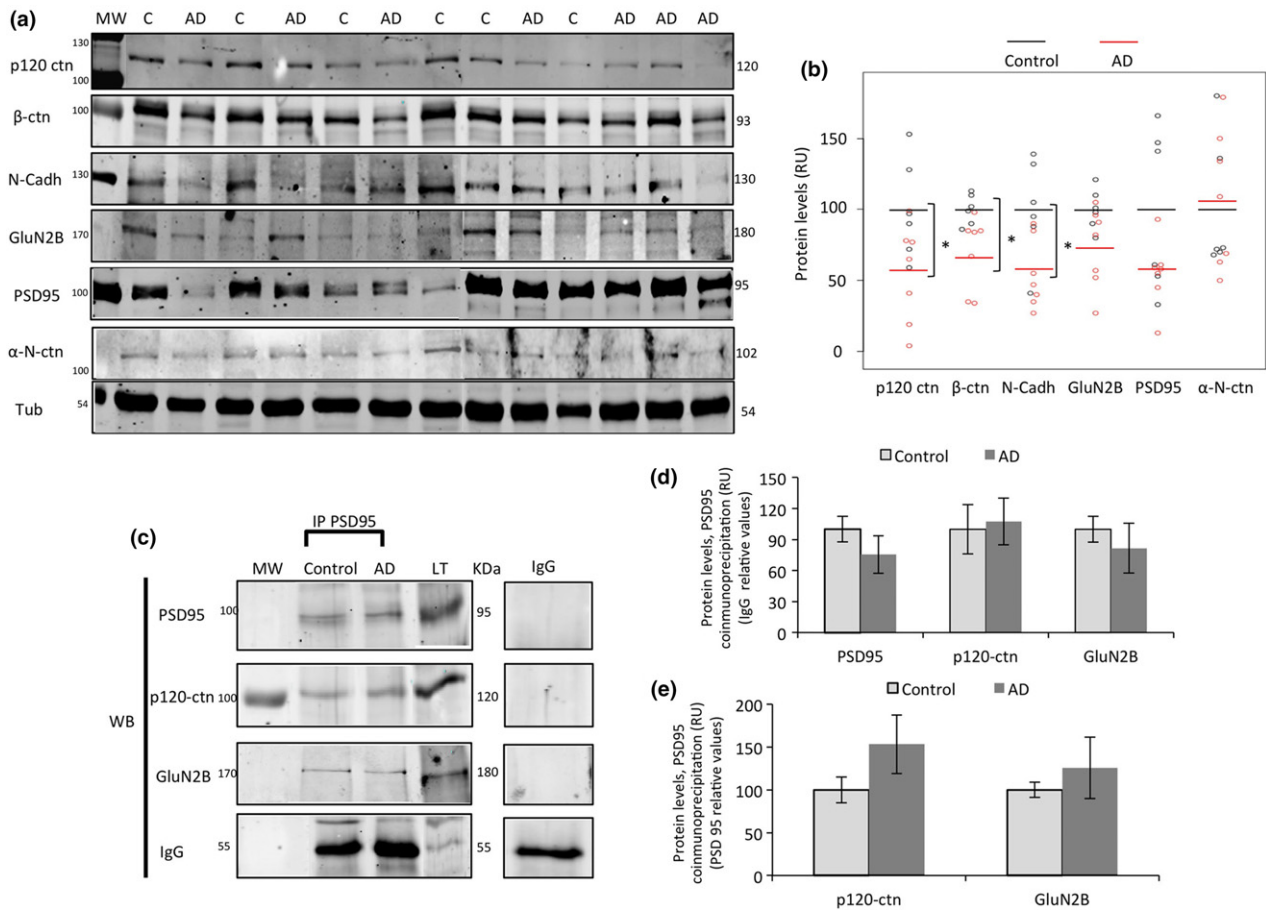 (a)
MW C AD C AD C AD C C AD C AD AD AD
130
p120 ctn
100
120
β-ctn
100
93
N-Cadh
130
130
GluN2B
170
180
PSD95
100
95
α-N-ctn
100
102
Tub
54
54
(b)
Control AD
Protein levels (RU)
150
100
50
0
* * *
p120 ctn β-ctn N-Cadh GluN2B PSD95 α-N-ctn
(c)
IP PSD95
MW Control AD LT KDa IgG
WB
PSD95
100
95
p120-ctn
100
120
GluN2B
170
180
IgG
55
55
(d)
Control AD
Protein levels, PSD95
coinmunoprecipitation (RU)
(IgG relative values)
150
120
90
60
30
0
PSD95 p120-ctn GluN2B
(e)
Control AD
Protein levels, PSD95
coinmunoprecipitation (RU)
(PSD 95 relative values)
200
150
100
50
0
p120-ctn GluN2B